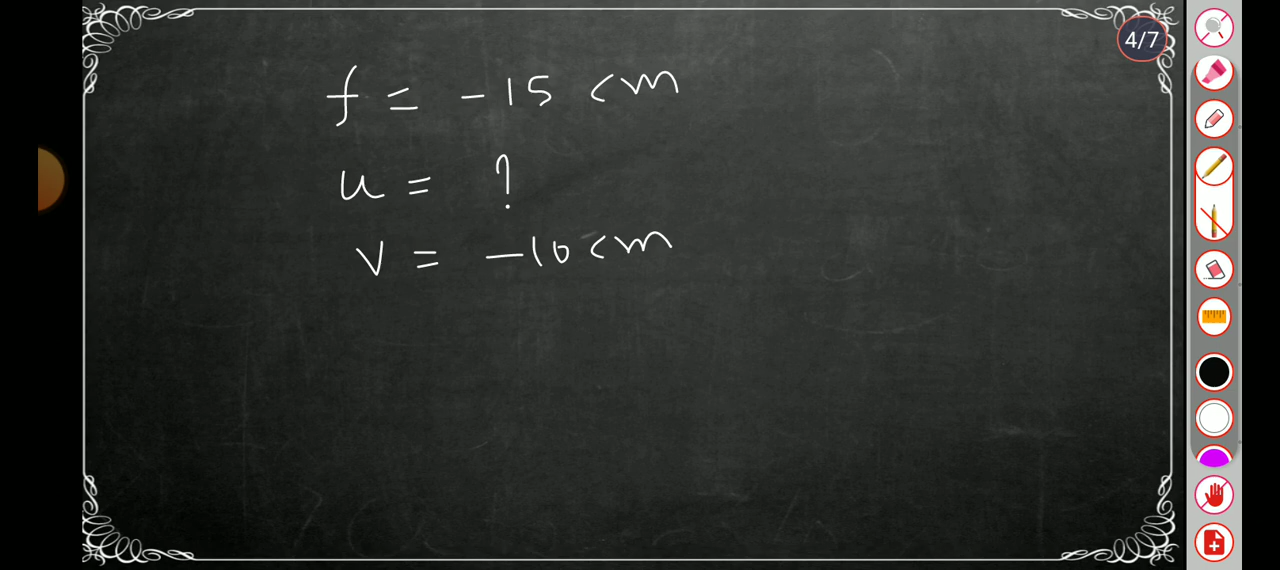 4/7
f = -15 cm
u = ?
v = -10 cm